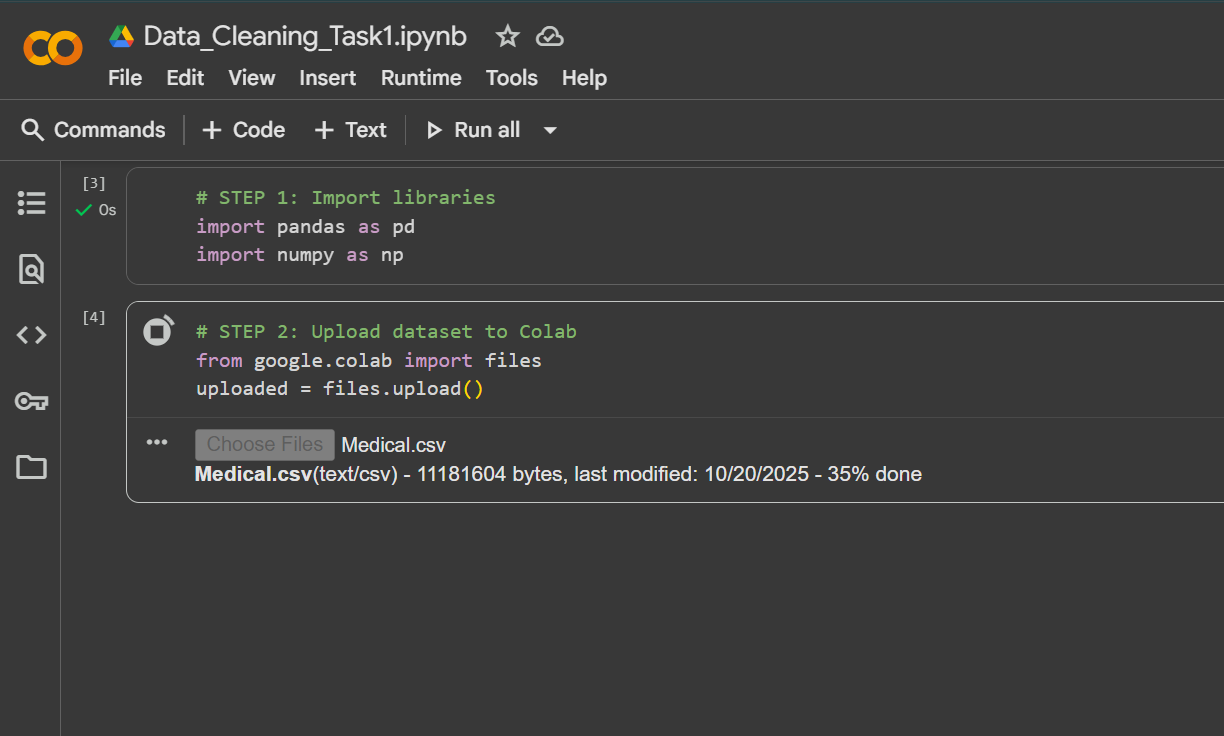 Data_Cleaning_Task1.ipynb
File Edit View Insert Runtime Tools Help
Commands + Code + Text Run all
[3]
0s
# STEP 1: Import libraries
import pandas as pd
import numpy as np
[4]
# STEP 2: Upload dataset to Colab
from google.colab import files
uploaded = files.upload()
Choose Files Medical.csv
Medical.csv(text/csv) - 11181604 bytes, last modified: 10/20/2025 - 35% done